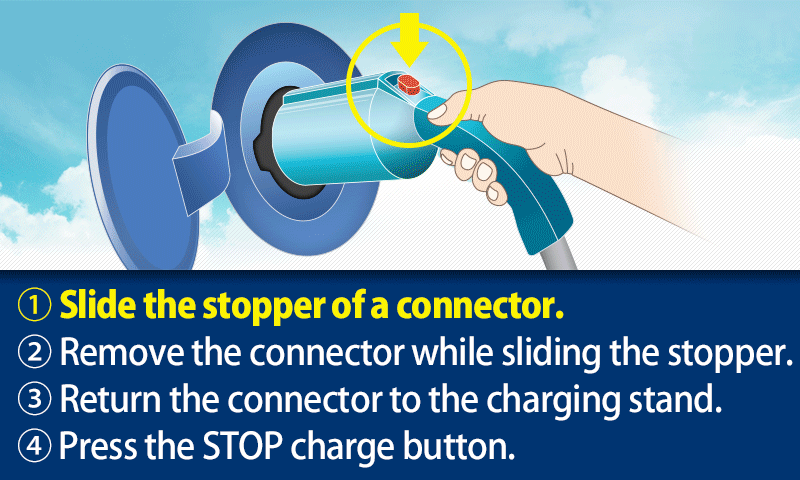 ① Slide the stopper of a connector.
② Remove the connector while sliding the stopper.
③ Return the connector to the charging stand.
④ Press the STOP charge button.